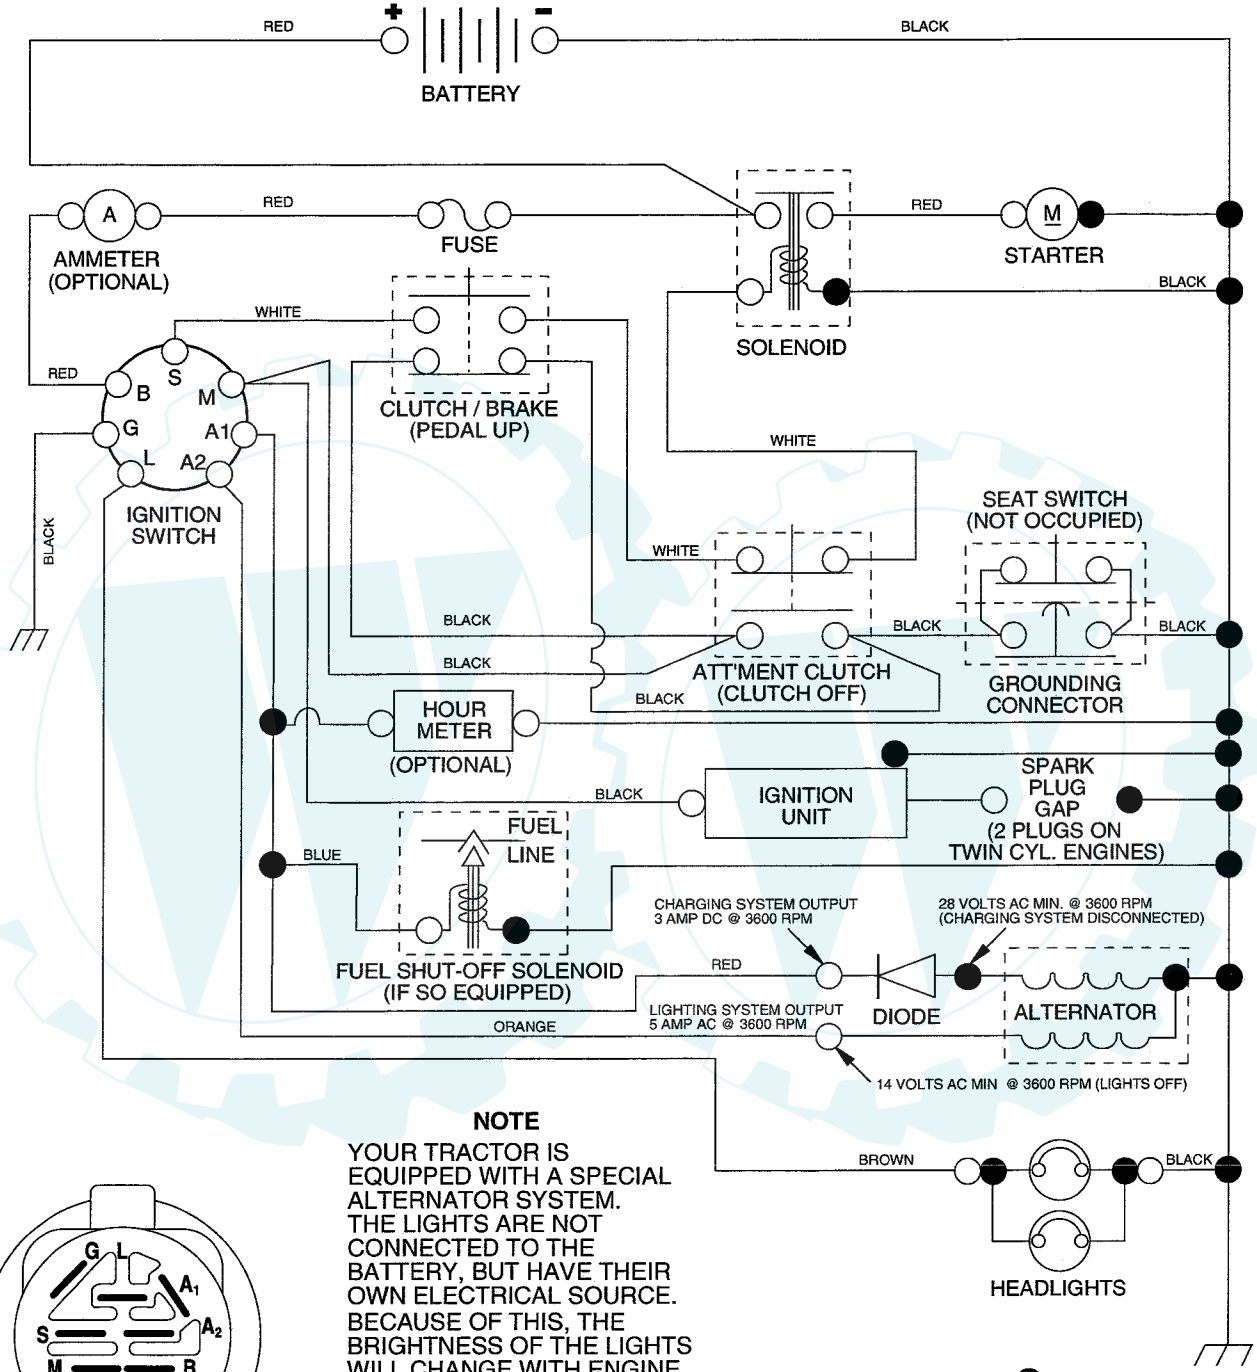 + −
RED
BLACK
BATTERY
A
RED
RED
M
FUSE
STARTER
AMMETER
(OPTIONAL)
BLACK
WHITE
SOLENOID
RED
S
B
M
CLUTCH / BRAKE
(PEDAL UP)
G
A1
L
A2
WHITE
IGNITION
SWITCH
BLACK
SEAT SWITCH
(NOT OCCUPIED)
WHITE
BLACK
BLACK
BLACK
BLACK
ATT'MENT CLUTCH
(CLUTCH OFF)
BLACK
GROUNDING
CONNECTOR
HOUR
METER
(OPTIONAL)
BLACK
IGNITION
UNIT
SPARK
PLUG
GAP
(2 PLUGS ON
TWIN CYL. ENGINES)
FUEL
LINE
BLUE
CHARGING SYSTEM OUTPUT
3 AMP DC @ 3600 RPM
28 VOLTS AC MIN. @ 3600 RPM
(CHARGING SYSTEM DISCONNECTED)
FUEL SHUT-OFF SOLENOID
(IF SO EQUIPPED)
RED
LIGHTING SYSTEM OUTPUT
5 AMP AC @ 3600 RPM
DIODE
ALTERNATOR
ORANGE
14 VOLTS AC MIN @ 3600 RPM (LIGHTS OFF)
NOTE
YOUR TRACTOR IS
EQUIPPED WITH A SPECIAL
ALTERNATOR SYSTEM.
THE LIGHTS ARE NOT
CONNECTED TO THE
BATTERY, BUT HAVE THEIR
OWN ELECTRICAL SOURCE.
BECAUSE OF THIS, THE
BRIGHTNESS OF THE LIGHTS
WILL CHANGE WITH ENGINE
BROWN
BLACK
HEADLIGHTS
G L
A1
S
A2
M B